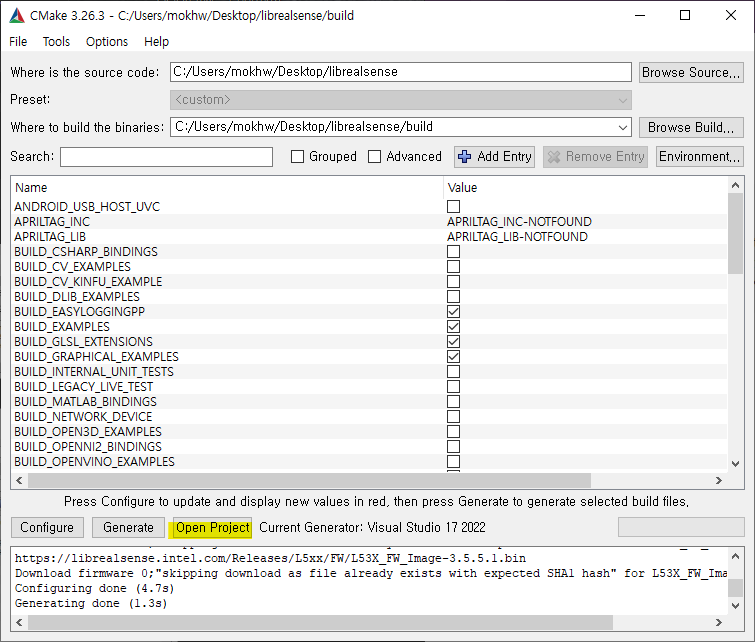 CMake 3.26.3 - C:/Users/mokhw/Desktop/librealsense/build
File Tools Options Help
Where is the source code: C:/Users/mokhw/Desktop/librealsense Browse Source...
Preset: <custom>
Where to build the binaries: C:/Users/mokhw/Desktop/librealsense/build Browse Build...
Search: Grouped Advanced Add Entry Remove Entry Environment...
Name Value
ANDROID_USB_HOST_UVC
APRILTAG_INC APRILTAG_INC-NOTFOUND
APRILTAG_LIB APRILTAG_LIB-NOTFOUND
BUILD_CSHARP_BINDINGS
BUILD_CV_EXAMPLES
BUILD_CV_KINFU_EXAMPLE
BUILD_DLIB_EXAMPLES
BUILD_EASYLOGGINGPP
BUILD_EXAMPLES
BUILD_GLSL_EXTENSIONS
BUILD_GRAPHICAL_EXAMPLES
BUILD_INTERNAL_UNIT_TESTS
BUILD_LEGACY_LIVE_TEST
BUILD_MATLAB_BINDINGS
BUILD_NETWORK_DEVICE
BUILD_OPEN3D_EXAMPLES
BUILD_OPENNI2_BINDINGS
BUILD_OPENVINO_EXAMPLES
Press Configure to update and display new values in red, then press Generate to generate selected build files.
Configure Generate Open Project Current Generator: Visual Studio 17 2022
https://librealsense.intel.com/Releases/L5xx/FW/L53X_FW_Image-3.5.5.1.bin
Download firmware 0;"skipping download as file already exists with expected SHA1 hash" for L53X_FW_Ima
Configuring done (4.7s)
Generating done (1.3s)